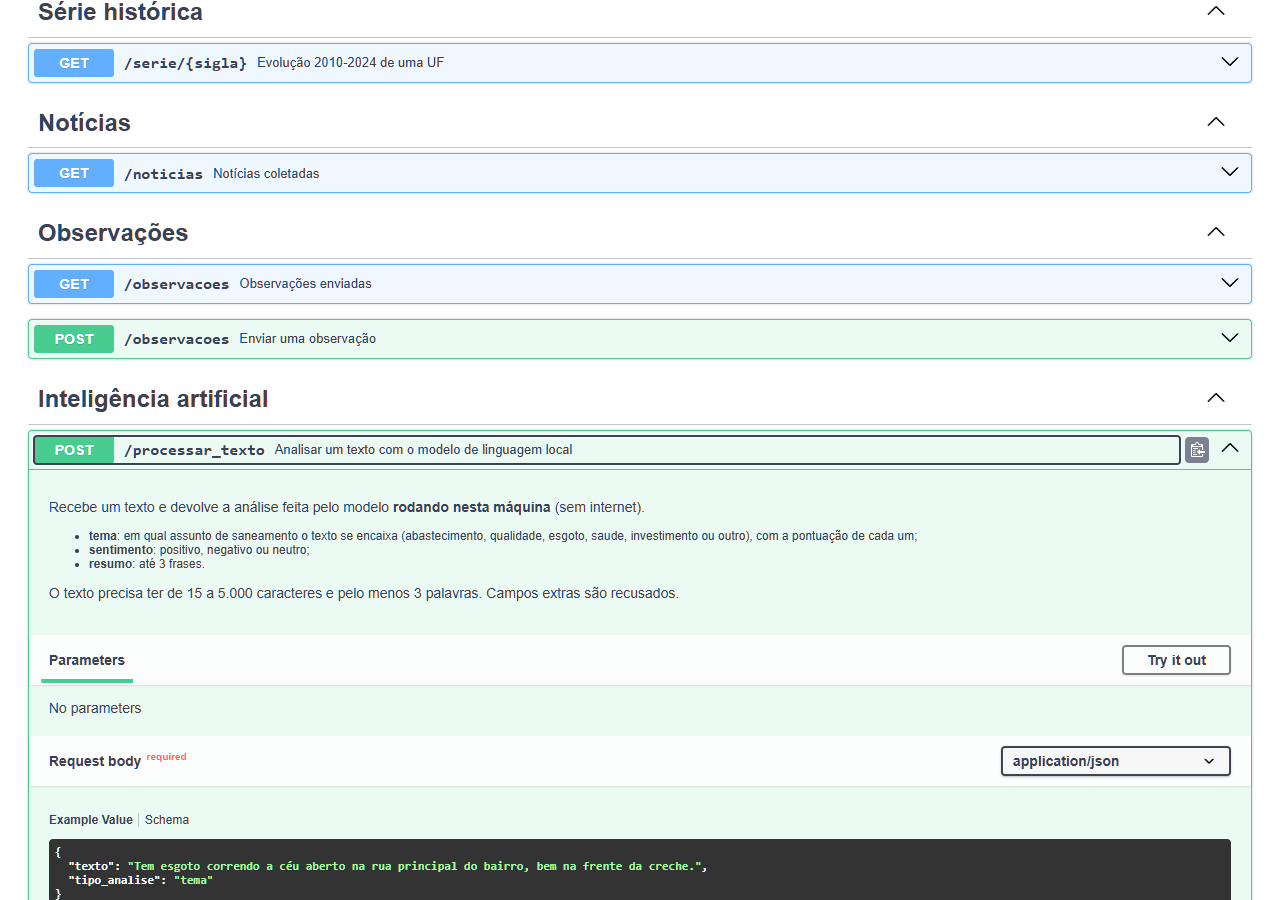 Série histórica
GET /serie/{sigla} Evolução 2010-2024 de uma UF
Notícias
GET /noticias Notícias coletadas
Observações
GET /observacoes Observações enviadas
POST /observacoes Enviar uma observação
Inteligência artificial
POST /processar_texto Analisar um texto com o modelo de linguagem local
Recebe um texto e devolve a análise feita pelo modelo rodando nesta máquina (sem internet).
• tema: em qual assunto de saneamento o texto se encaixa (abastecimento, qualidade, esgoto, saude, investimento ou outro), com a pontuação de cada um;
• sentimento: positivo, negativo ou neutro;
• resumo: até 3 frases.
O texto precisa ter de 15 a 5.000 caracteres e pelo menos 3 palavras. Campos extras são recusados.
Parameters Try it out
No parameters
Request body required application/json
Example Value Schema
{
"texto": "Tem esgoto correndo a céu aberto na rua principal do bairro, bem na frente da creche.",
"tipo_analise": "tema"
}